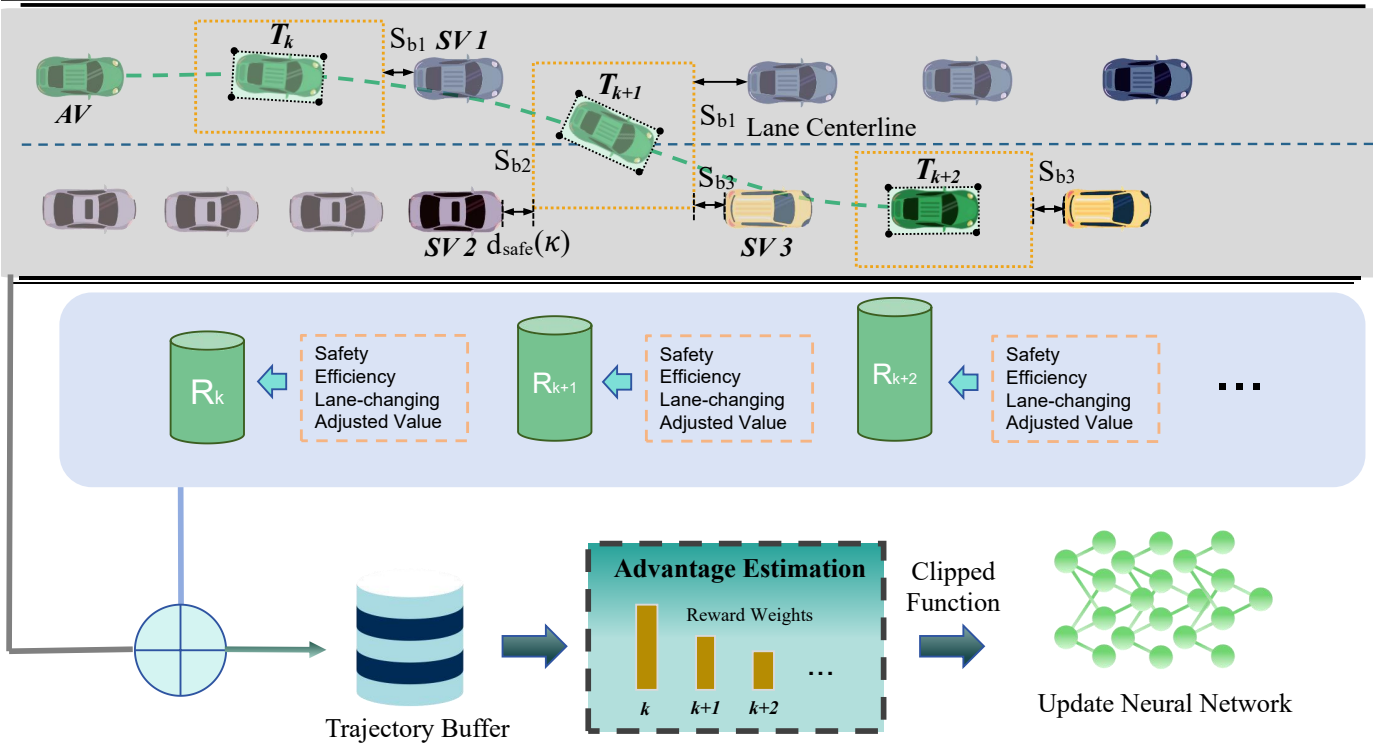 T_k
S_b1 SV 1
AV
T_k+1
S_b1
Lane Centerline
S_b2
S_b3
T_k+2
S_b3
SV 2 d_safe(κ)
SV 3
R_k
Safety
Efficiency
Lane-changing
Adjusted Value
R_k+1
Safety
Efficiency
Lane-changing
Adjusted Value
R_k+2
Safety
Efficiency
Lane-changing
Adjusted Value
...
Trajectory Buffer
Advantage Estimation
Reward Weights
...
k k+1 k+2
Clipped
Function
Update Neural Network